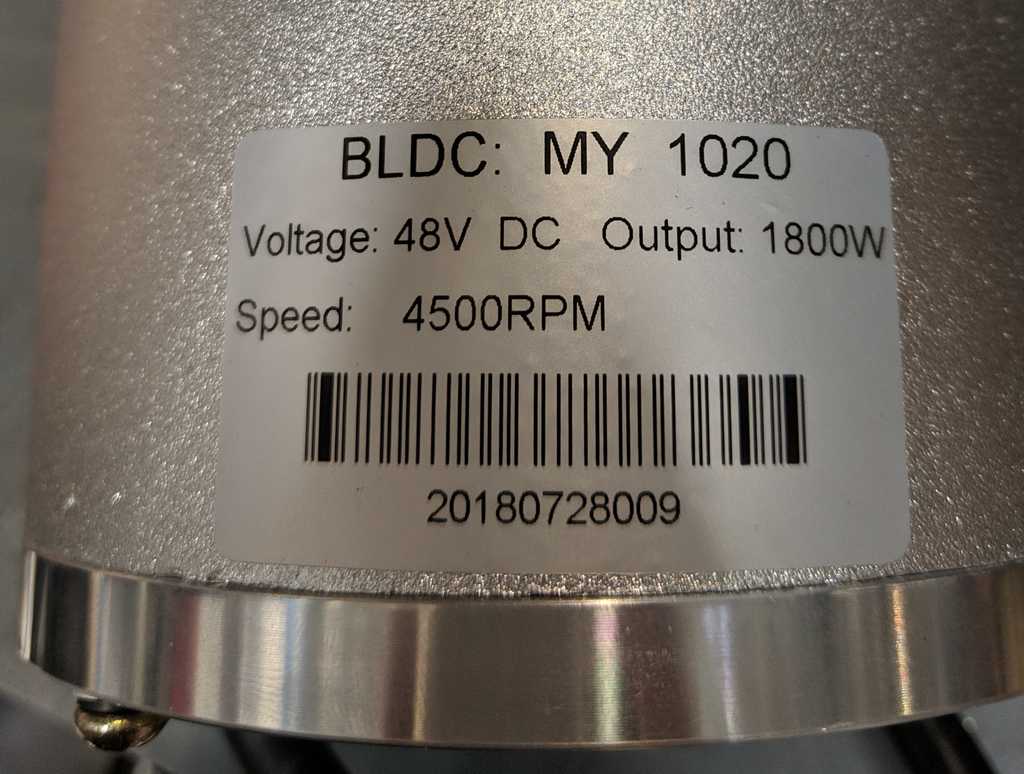 BLDC: MY 1020
Voltage: 48V DC Output: 1800W
Speed: 4500RPM
20180728009